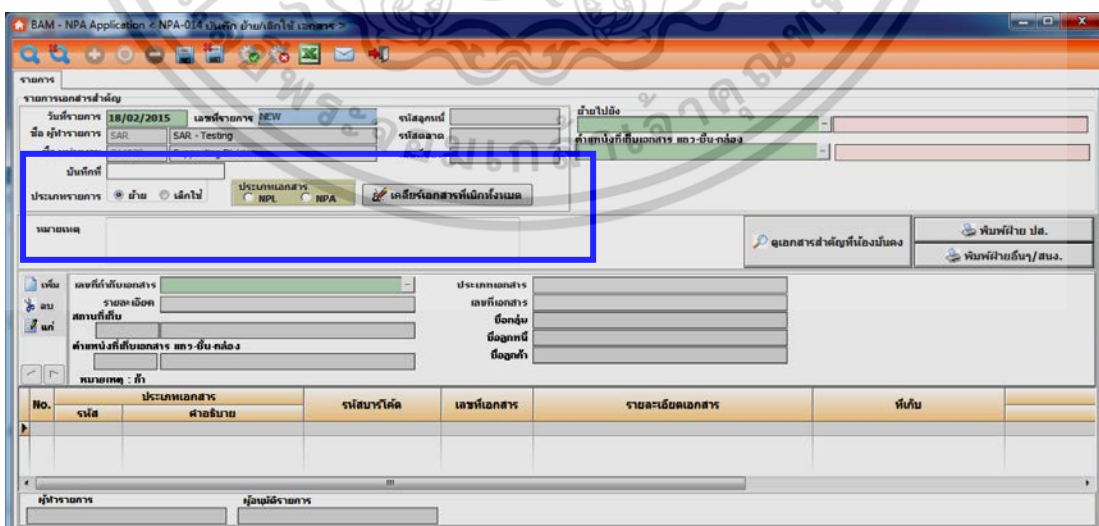 BAM - NPA Application < NPA-014 บันทึก ย้าย/เลิกใช้ เอกสาร >
รายการ
รายการเอกสารสำคัญ
วันที่รายการ 18/02/2015 เลขที่รายการ NEW รหัสลูกหนี้ ย้ายไปยัง
ชื่อ ผู้ทำรายการ SAR SAR - Testing รหัสตลาด ตำแหน่งที่เก็บเอกสาร แถว-ชั้น-กล่อง
บันทึกที่
ประเภทรายการ ย้าย เลิกใช้ ประเภทเอกสาร NPL NPA เคลียร์เอกสารที่เบิกทั้งหมด
หมายเหตุ ดูเอกสารสำคัญที่ห้องมั่นคง พิมพ์ฝ่าย ปส.
พิมพ์ฝ่ายอื่นๆ/สนง.
เพิ่ม เลขที่กำกับเอกสาร ประเภทเอกสาร
ลบ รายละเอียด เลขที่เอกสาร
แก้ สถานที่เก็บ ชื่อกลุ่ม
ชื่อลูกหนี้
ตำแหน่งที่เก็บเอกสาร แถว-ชั้น-กล่อง ชื่อลูกค้า
หมายเหตุ : ถ้า
No. ประเภทเอกสาร รหัสบาร์โค้ด เลขที่เอกสาร รายละเอียดเอกสาร ที่เก็บ
รหัส คำอธิบาย
ผู้ทำรายการ ผู้อนุมัติรายการ